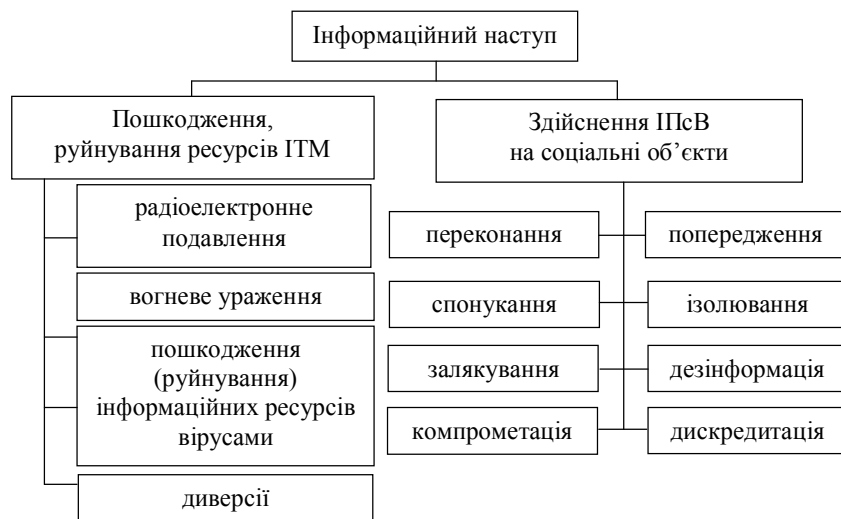 Інформаційний наступ
Пошкодження,
руйнування ресурсів ІТМ
радіоелектронне
подавлення
вогневе ураження
пошкодження
(руйнування)
інформаційних ресурсів
вірусами
диверсії
Здійснення ІПсВ
на соціальні об’єкти
переконання
попередження
спонукання
ізолювання
залякування
дезінформація
компрометація
дискредитація